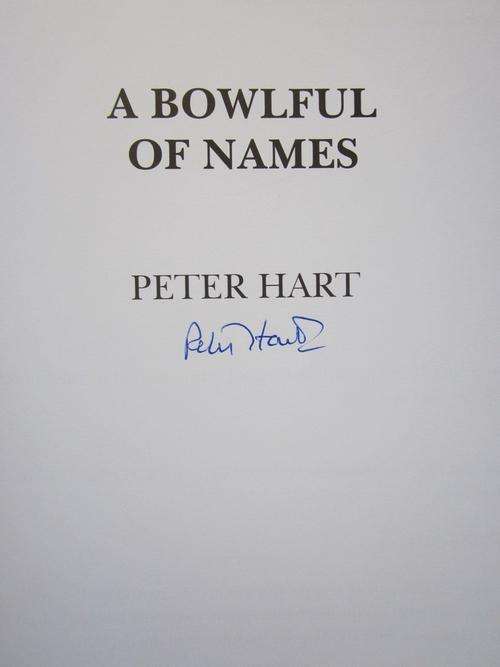 A BOWLFUL
OF NAMES
PETER HART
Peter Hart